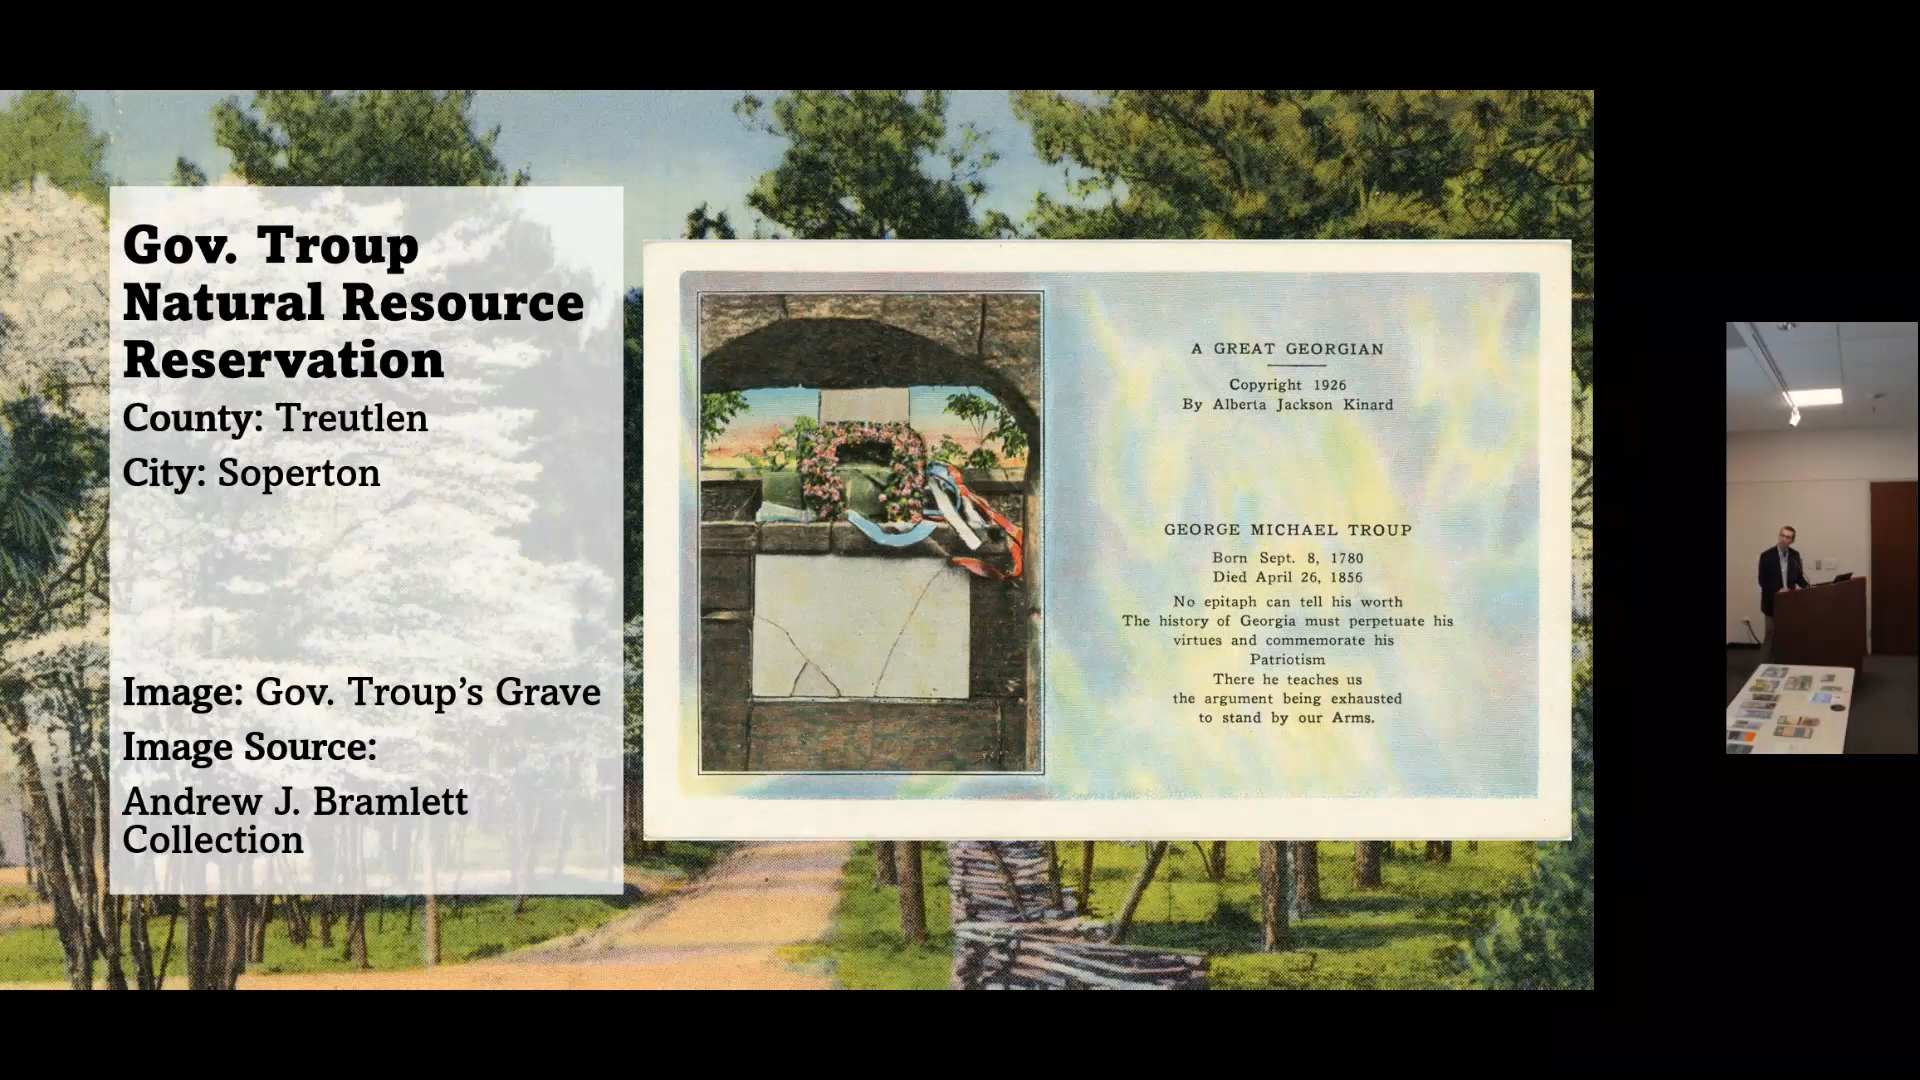 Gov. Troup
Natural Resource
Reservation
County: Treutlen
City: Soperton
Image: Gov. Troup’s Grave
Image Source:
Andrew J. Bramlett
Collection
A GREAT GEORGIAN
Copyright 1926
By Alberta Jackson Kinard
GEORGE MICHAEL TROUP
Born Sept. 8, 1780
Died April 26, 1856
No epitaph can tell his worth
The history of Georgia must perpetuate his
virtues and commemorate his
Patriotism
There he teaches us
the argument being exhausted
to stand by our Arms.